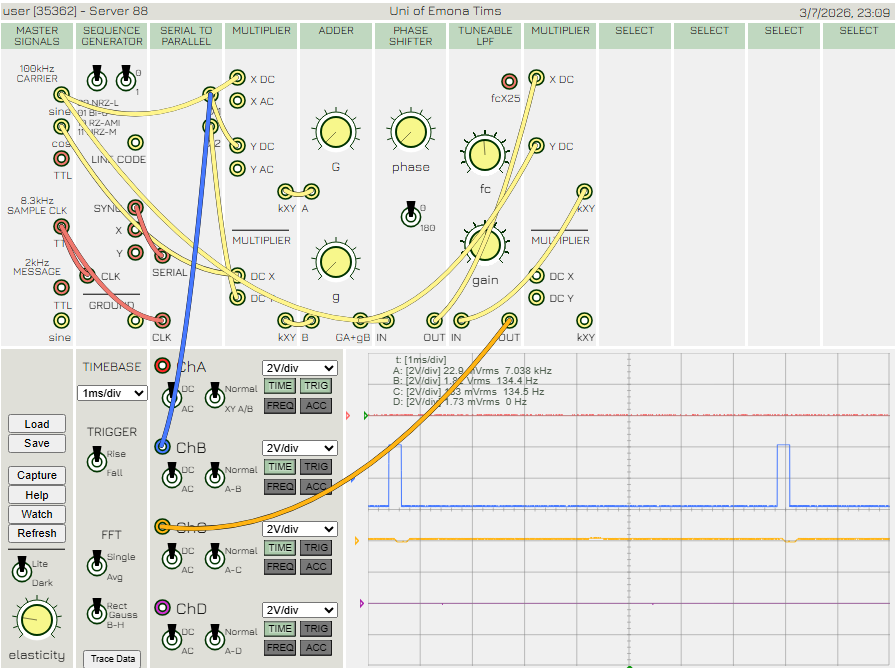 user [35362] - Server 88
Uni of Emona Tims
3/7/2026, 23:09
MASTER SIGNALS
SEQUENCE GENERATOR
SERIAL TO PARALLEL
MULTIPLIER
ADDER
PHASE SHIFTER
TUNEABLE LPF
MULTIPLIER
SELECT
SELECT
SELECT
SELECT
100kHz
CARRIER
sine
cos
TTL
8.3kHz
SAMPLE CLK
2kHz
MESSAGE
TTL
sine
0
1
NRZ-L
RZ-AMI
NRZ-M
LINE CODE
SYNC
X
Y
CLK
GROUND
SERIAL
CLK
X DC
X AC
Y DC
Y AC
kXY
A
MULTIPLIER
DC X
kXY
B
G
g
GA+gB
phase
0
180
IN
OUT
fcX25
fc
gain
IN
OUT
X DC
Y DC
kXY
MULTIPLIER
DC X
DC Y
kXY
Load
Save
Capture
Help
Watch
Refresh
Lite
Dark
elasticity
TIMEBASE
1ms/div
TRIGGER
Rise
Fall
FFT
Single
Avg
Rect
Gauss
B-H
Trace Data
ChA
2V/div
DC
AC
Normal
XY A/B
TIME
TRIG
FREQ
ACC
ChB
2V/div
DC
AC
Normal
A-B
TIME
TRIG
FREQ
ACC
2V/div
DC
AC
Normal
A-C
TIME
TRIG
FREQ
ACC
ChD
2V/div
DC
AC
Normal
A-D
TIME
TRIG
FREQ
ACC
t: [1ms/div]
A: [2V/div] 7.038 kHz
B: [2V/div] 134.4 Hz
C: [2V/div] 134.5 Hz
D: [2V/div] 1.73 mVrms 0 Hz